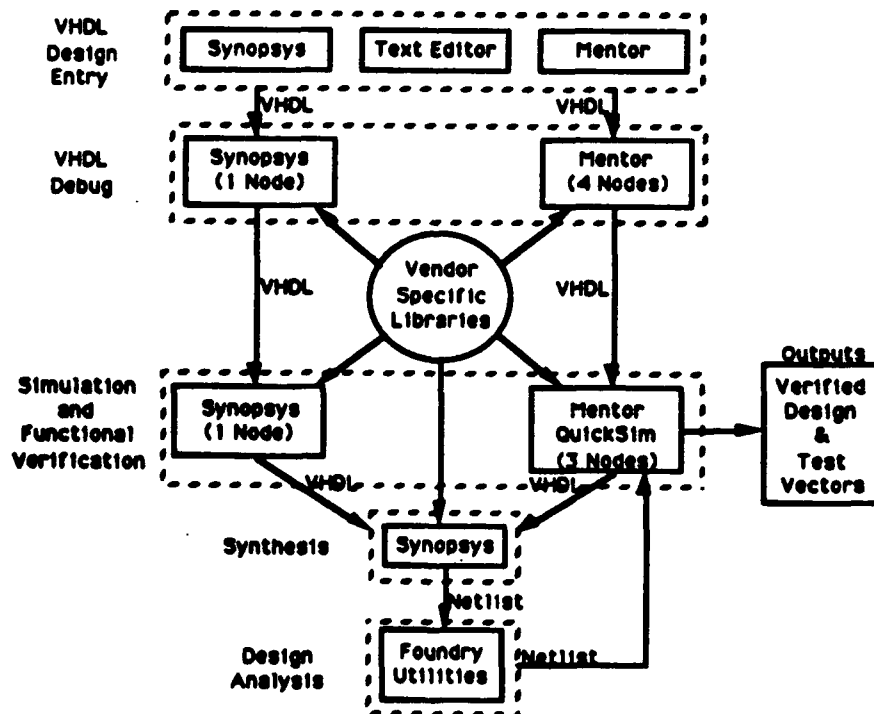 VHDL
Design
Entry
Synopsys
Text Editor
Mentor
VHDL
VHDL
VHDL
Debug
Synopsys
(1 Node)
Mentor
(4 Nodes)
Vendor
Specific
Libraries
VHDL
VHDL
Simulation
and
Functional
Verification
Synopsys
(1 Node)
Mentor
QuickSim
(3 Nodes)
Outputs
Verified
Design
&
Test
Vectors
VHDL
VHDL
Synthesis
Synopsys
Netlist
Design
Analysis
Foundry
Utilities
Netlist